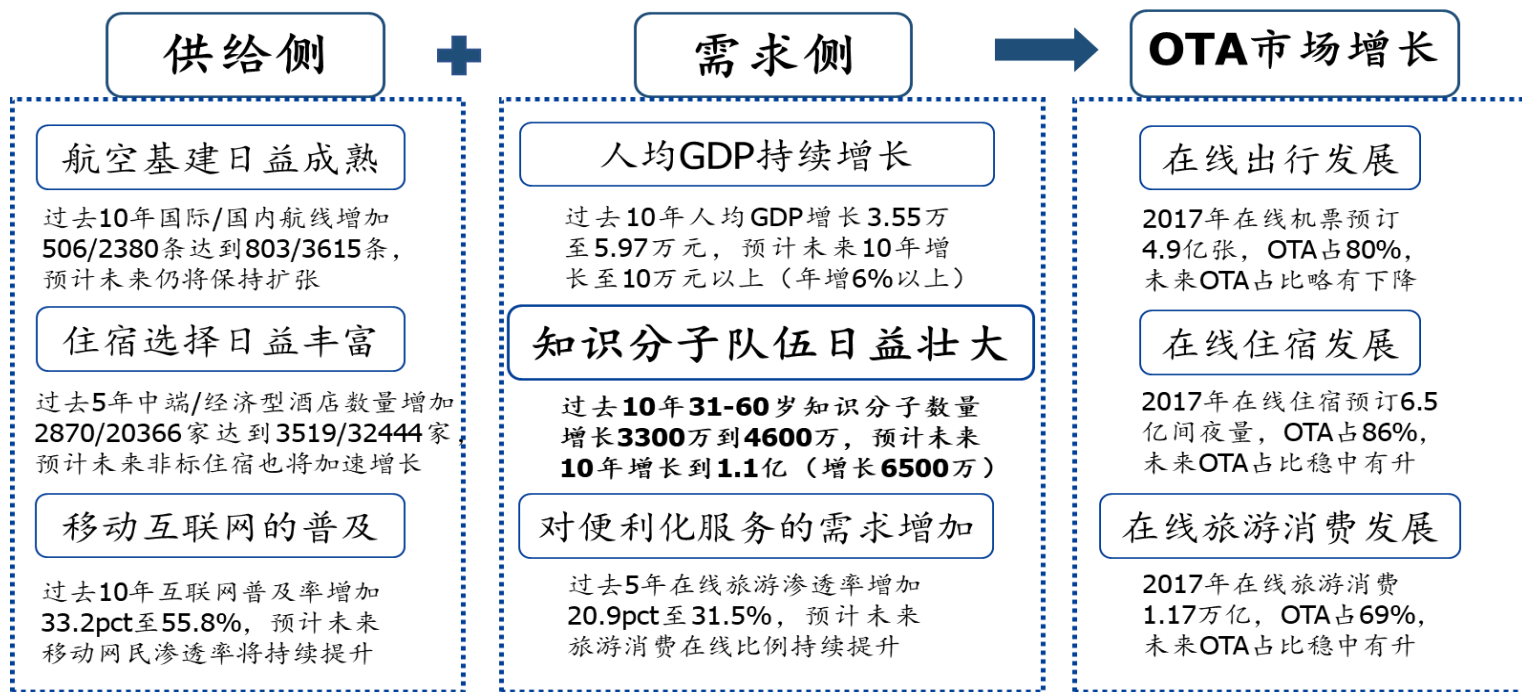 供给侧
需求侧
OTA市场增长
航空基建日益成熟
过去10年国际/国内航线增加
506/2380条达到803/3615条，
预计未来仍将保持扩张
住宿选择日益丰富
过去5年中端/经济型酒店数量增加
2870/20366家达到3519/32444家，
预计未来非标住宿也将加速增长
移动互联网的普及
过去10年互联网普及率增加
33.2pct至55.8%，预计未来
移动网民渗透率将持续提升
人均GDP持续增长
过去10年人均GDP增长3.55万
至5.97万元，预计未来10年增
长至10万元以上（年增6%以上）
知识分子队伍日益壮大
过去10年31-60岁知识分子数量
增长3300万到4600万，预计未来
10年增长到1.1亿（增长6500万）
对便利化服务的需求增加
过去5年在线旅游渗透率增加
20.9pct至31.5%，预计未来
旅游消费在线比例持续提升
在线出行发展
2017年在线机票预订
4.9亿张，OTA占80%，
未来OTA占比略有下降
在线住宿发展
2017年在线住宿预订6.5
亿间夜量，OTA占86%，
未来OTA占比稳中有升
在线旅游消费发展
2017年在线旅游消费
1.17万亿，OTA占69%，
未来OTA占比稳中有升